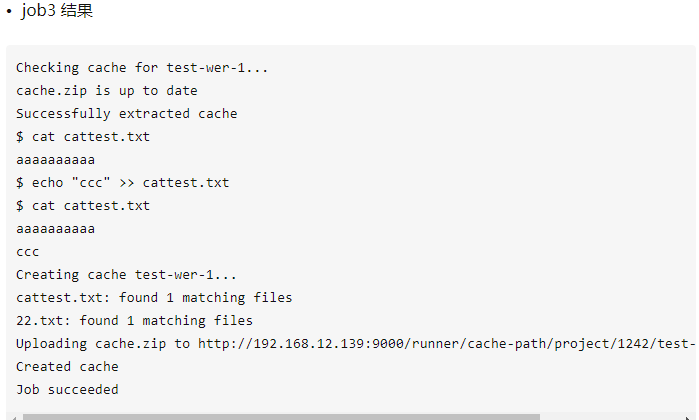 • job3 结果
Checking cache for test-wer-1...
cache.zip is up to date
Successfully extracted cache
$ cat cattest.txt
aaaaaaaaaa
$ echo "ccc" >> cattest.txt
$ cat cattest.txt
aaaaaaaaaa
ccc
Creating cache test-wer-1...
cattest.txt: found 1 matching files
22.txt: found 1 matching files
Uploading cache.zip to http://192.168.12.139:9000/runner/cache-path/project/1242/test-
Created cache
Job succeeded